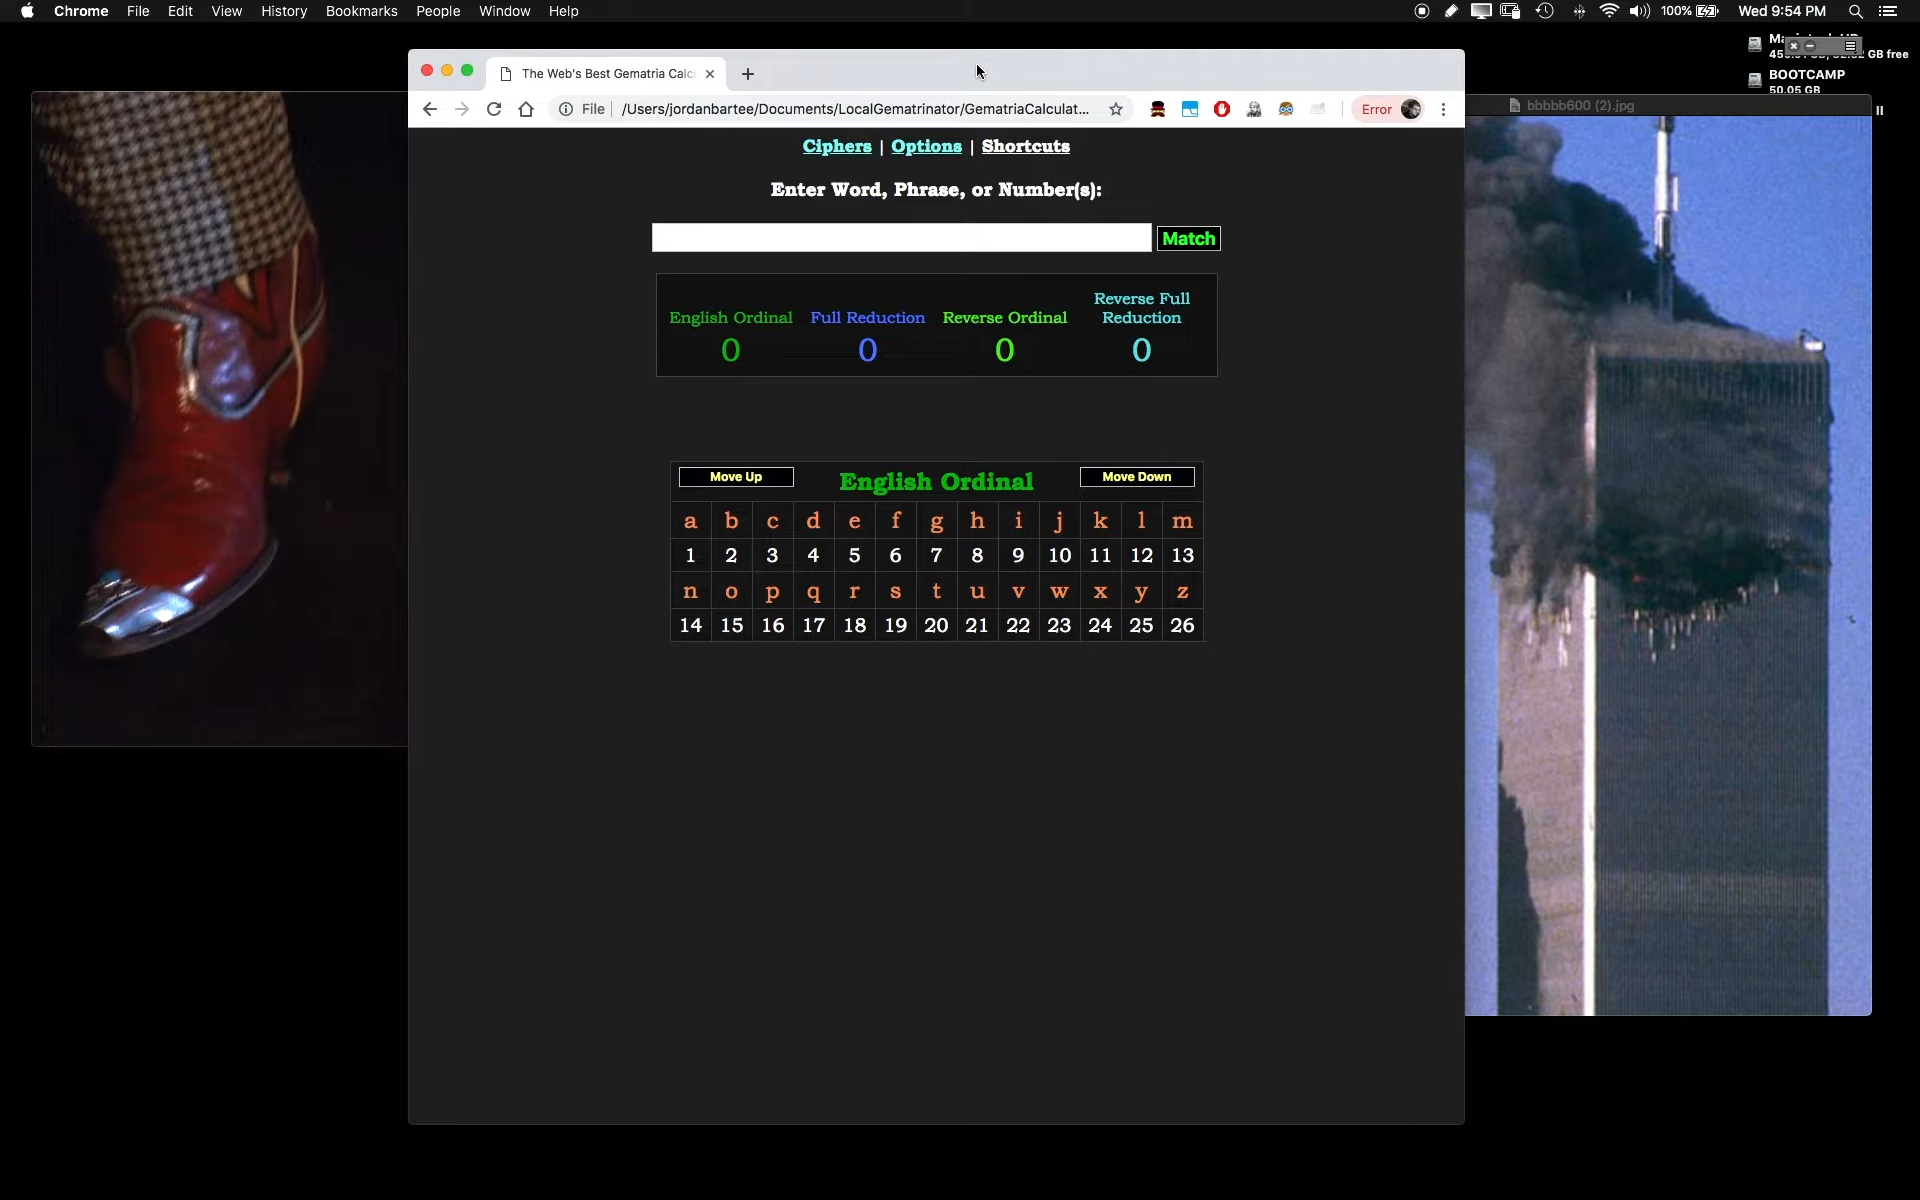 Chrome File Edit View History Bookmarks People Window Help 100% Wed 9:54 PM
GB free
BOOTCAMP
50.05 GB
The Web's Best Gematria Calc
File /Users/jordanbartee/Documents/LocalGematrinator/GematriaCalculat... Error
bbbbb600 (2).jpg
Ciphers | Options | Shortcuts
Enter Word, Phrase, or Number(s):
Match
English Ordinal Full Reduction Reverse Ordinal Reverse Full Reduction
0 0 0 0
Move Up English Ordinal Move Down
a b c d e f g h i j k l m
1 2 3 4 5 6 7 8 9 10 11 12 13
n o p q r s t u v w x y z
14 15 16 17 18 19 20 21 22 23 24 25 26